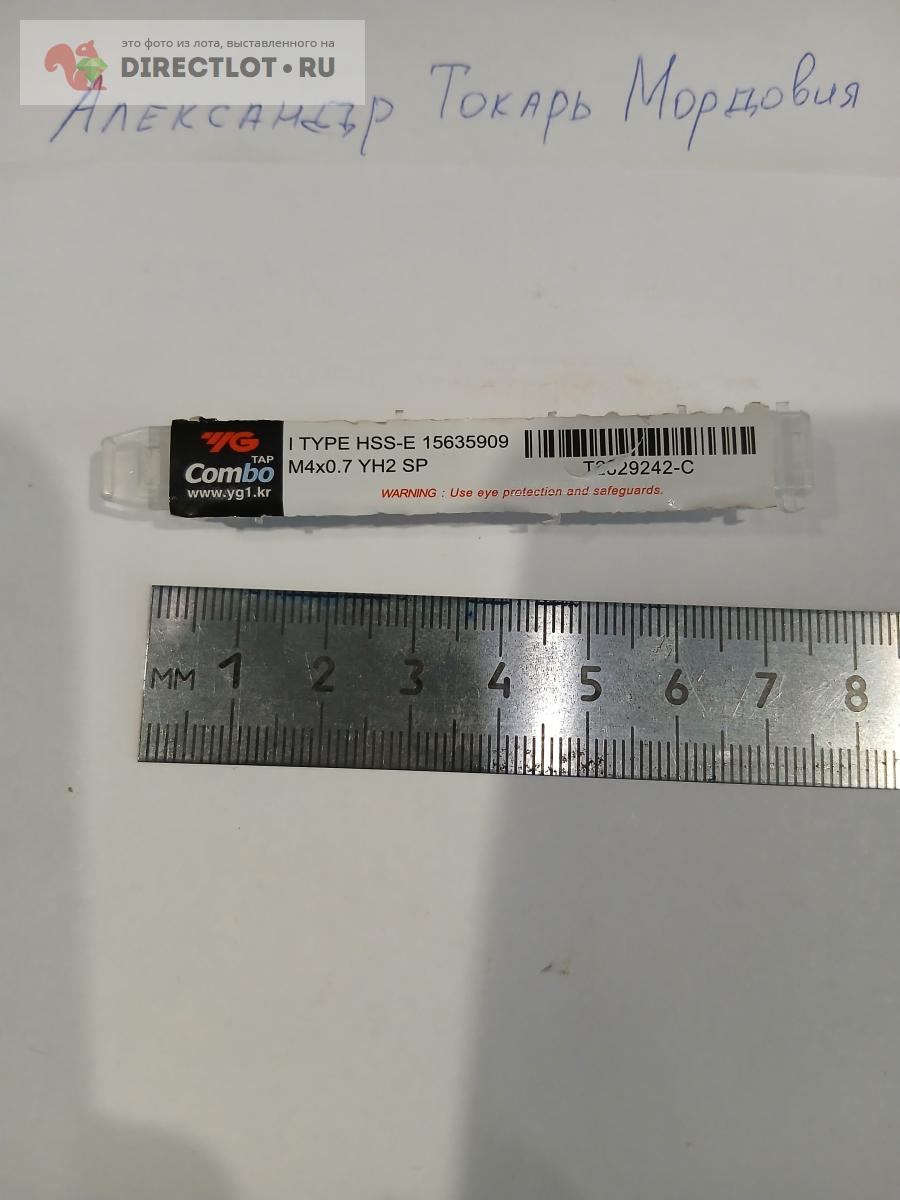 это фото из лота, выставленного на
DIRECTLOT.RU
Александр Токарь Мордовия
YG
TAP
Combo
www.yg1.kr
I TYPE HSS-E 15635909
M4x0.7 YH2 SP
WARNING : Use eye protection and safeguards.
мм 1 2 3 4 5 6 7 8